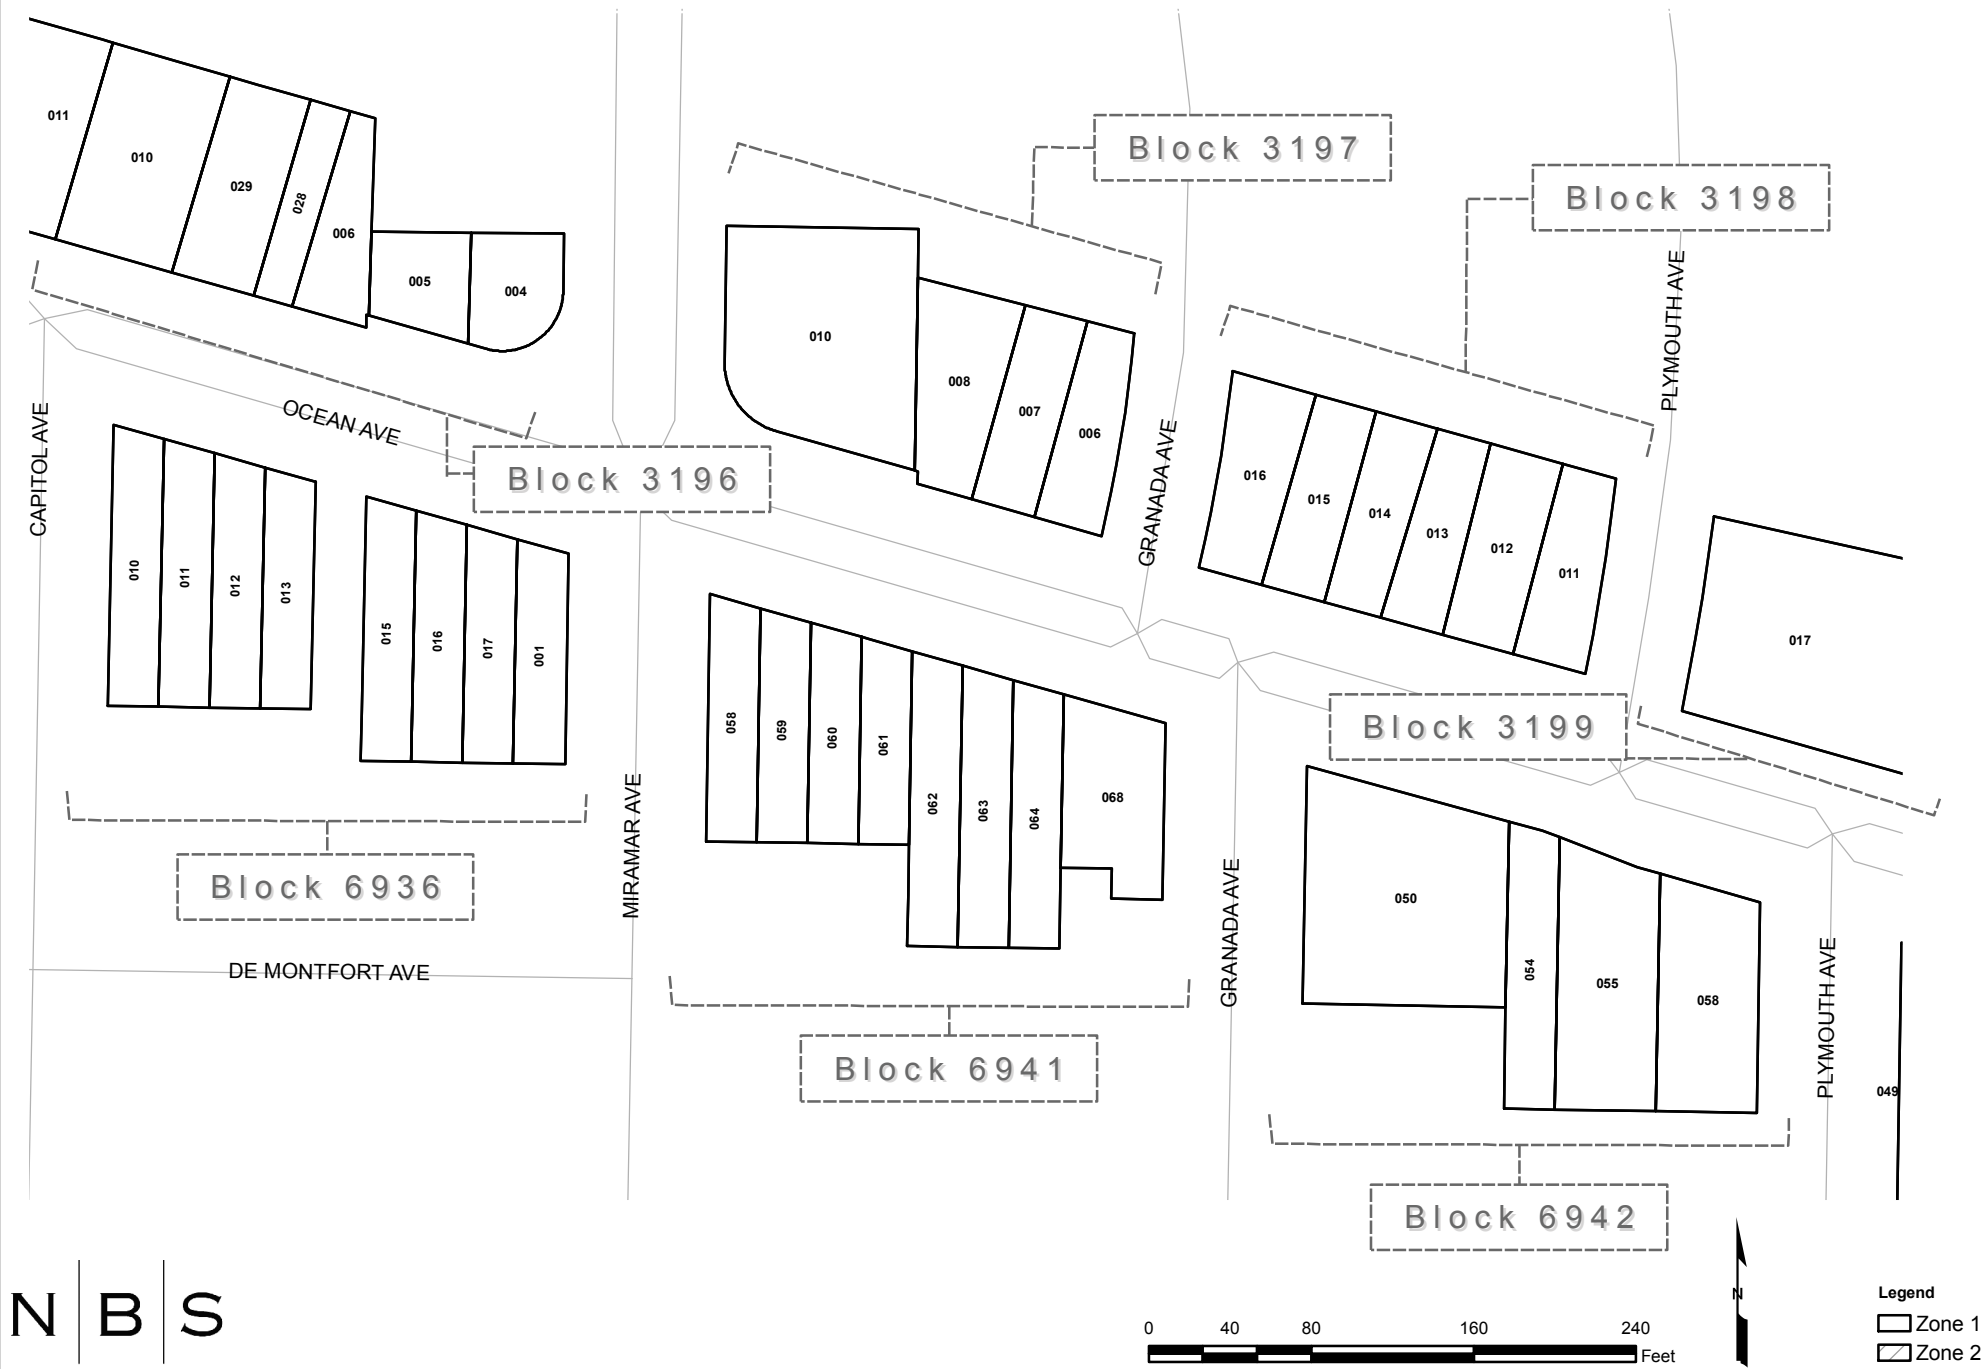 011
010
029
028
006
005
004
Block 3197
Block 3198
010
008
007
006
PLYMOUTH AVE
CAPITOL AVE
OCEAN AVE
Block 3196
GRANADA AVE
016
015
014
013
012
011
017
010
011
012
013
015
016
017
001
058
059
060
061
062
063
064
068
Block 3199
MIRAMAR AVE
Block 6936
DE MONTFORT AVE
GRANADA AVE
050
054
055
058
PLYMOUTH AVE
049
Block 6941
Block 6942
N B S
0 40 80 160 240
Feet
N
Legend
Zone 1
Zone 2